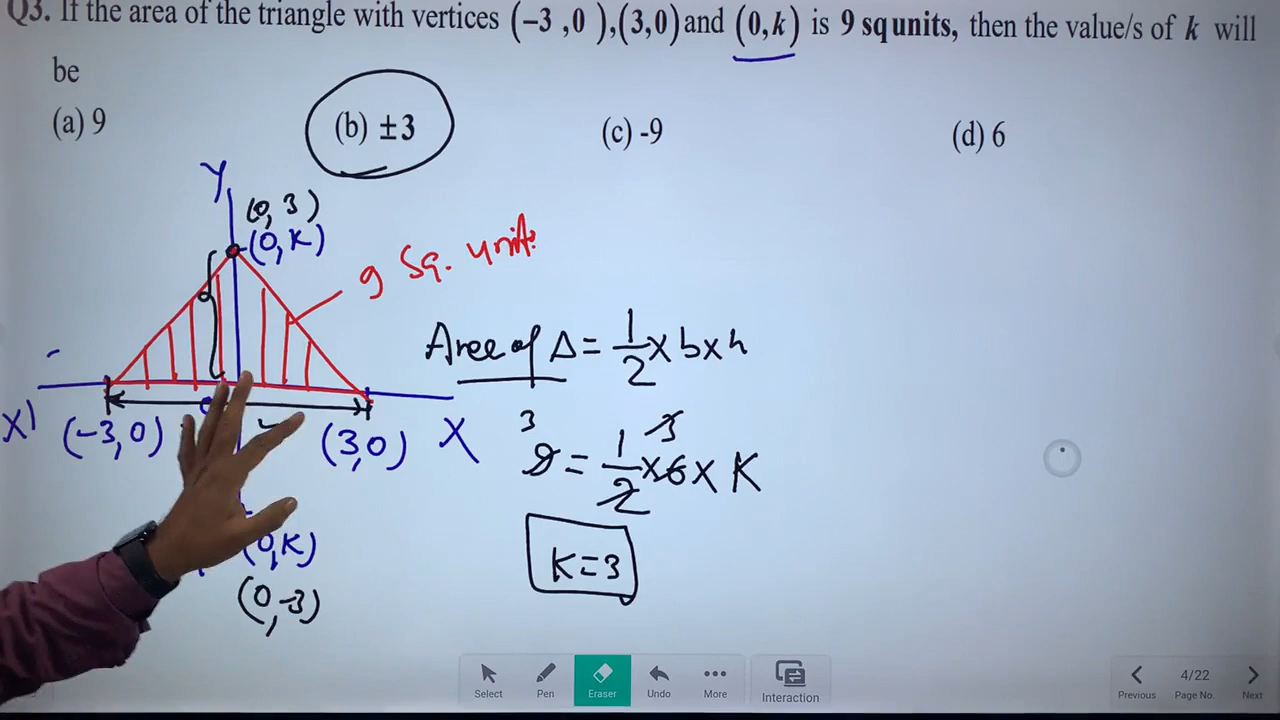 Q3. If the area of the triangle with vertices (−3 ,0 ),(3,0) and (0,k) is 9 sq units, then the value/s of k will
be
(a) 9
(b) ±3
(c) -9
(d) 6
Y
(0, 3)
(0, K)
9 Sq. units
Area of Δ = 1/2 x b x h
X'
(-3,0)
(3,0)
X
3
3
9 = 1/2 x 6 x K
K=3
(0,K)
(0,-3)
Select
Pen
Eraser
Undo
More
Interaction
Previous
4/22
Page No.
Next